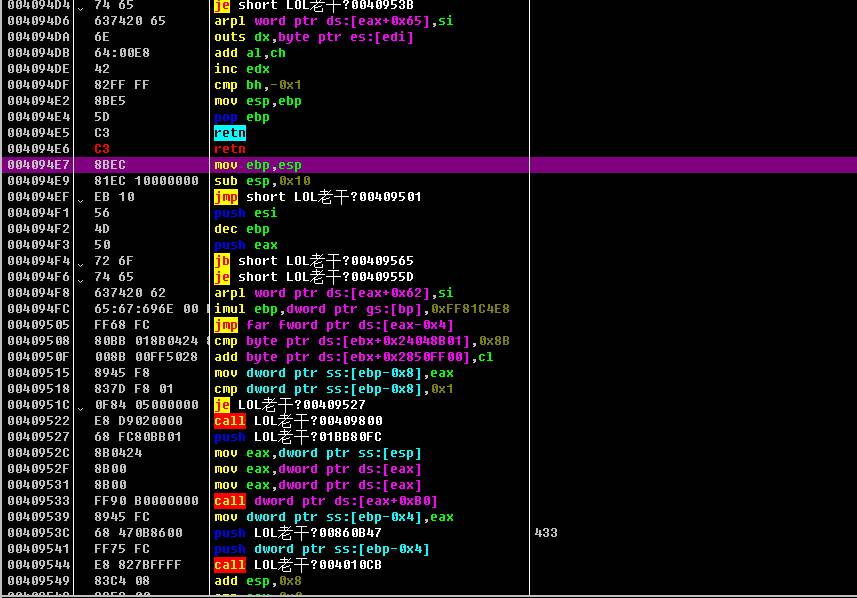 004094D4 74 65 je short LOL老干?0040953B
004094D6 637420 65 arpl word ptr ds:[eax+0x65],si
004094DA 6E outs dx,byte ptr es:[edi]
004094DB 64:00E8 add al,ch
004094DE 42 inc edx
004094DF 82FF FF cmp bh,-0x1
004094E2 8BE5 mov esp,ebp
004094E4 5D pop ebp
004094E5 C3 retn
004094E6 C3 retn
004094E7 8BEC mov ebp,esp
004094E9 81EC 10000000 sub esp,0x10
004094EF EB 10 jmp short LOL老干?00409501
004094F1 56 push esi
004094F2 4D dec ebp
004094F3 50 push eax
004094F4 72 6F jb short LOL老干?00409565
004094F6 74 65 je short LOL老干?0040955D
004094F8 637420 62 arpl word ptr ds:[eax+0x62],si
004094FC 65:67:696E 00 imul ebp,dword ptr gs:[bp],0xFF81C4E8
00409505 FF68 FC jmp far fword ptr ds:[eax-0x4]
00409508 80BB 018B0424 cmp byte ptr ds:[ebx+0x24048B01],0x8B
0040950F 008B 00FF5028 add byte ptr ds:[ebx+0x2850FF00],cl
00409515 8945 F8 mov dword ptr ss:[ebp-0x8],eax
00409518 837D F8 01 cmp dword ptr ss:[ebp-0x8],0x1
0040951C 0F84 05000000 je LOL老干?00409527
00409522 E8 D9020000 call LOL老干?00409800
00409527 68 FC80BB01 push LOL老干?01BB80FC
0040952C 8B0424 mov eax,dword ptr ss:[esp]
0040952F 8B00 mov eax,dword ptr ds:[eax]
00409531 8B00 mov eax,dword ptr ds:[eax]
00409533 FF90 B0000000 call dword ptr ds:[eax+0xB0]
00409539 8945 FC mov dword ptr ss:[ebp-0x4],eax
0040953C 68 470B8600 push LOL老干?00860B47 433
00409541 FF75 FC push dword ptr ss:[ebp-0x4]
00409544 E8 827BFFFF call LOL老干?004010CB
00409549 83C4 08 add esp,0x8